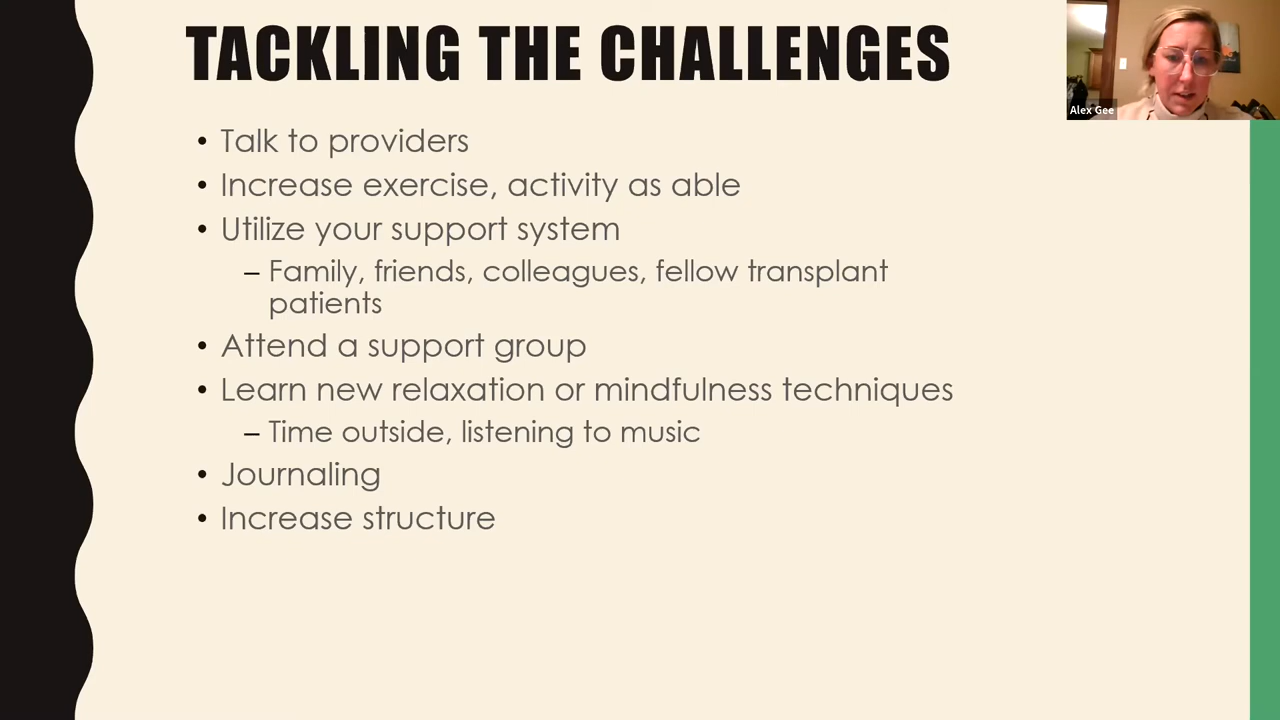 TACKLING THE CHALLENGES
Alex Gee
• Talk to providers
• Increase exercise, activity as able
• Utilize your support system
– Family, friends, colleagues, fellow transplant
patients
• Attend a support group
• Learn new relaxation or mindfulness techniques
– Time outside, listening to music
• Journaling
• Increase structure